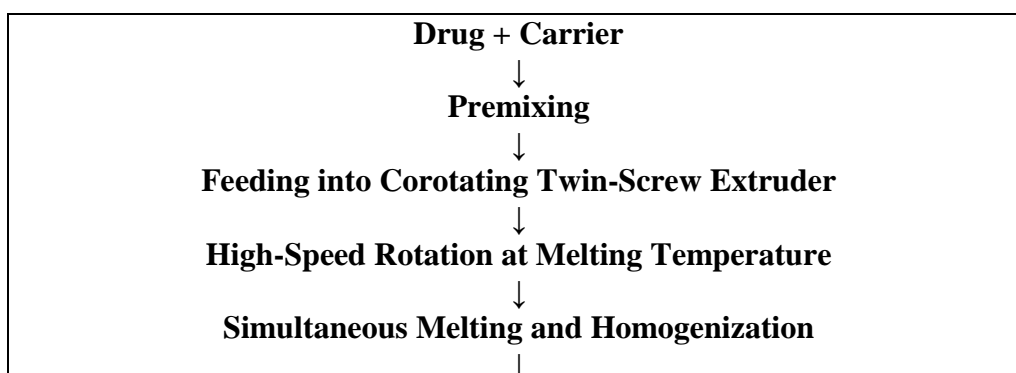 Drug + Carrier
↓
Premixing
↓
Feeding into Corotating Twin-Screw Extruder
↓
High-Speed Rotation at Melting Temperature
↓
Simultaneous Melting and Homogenization